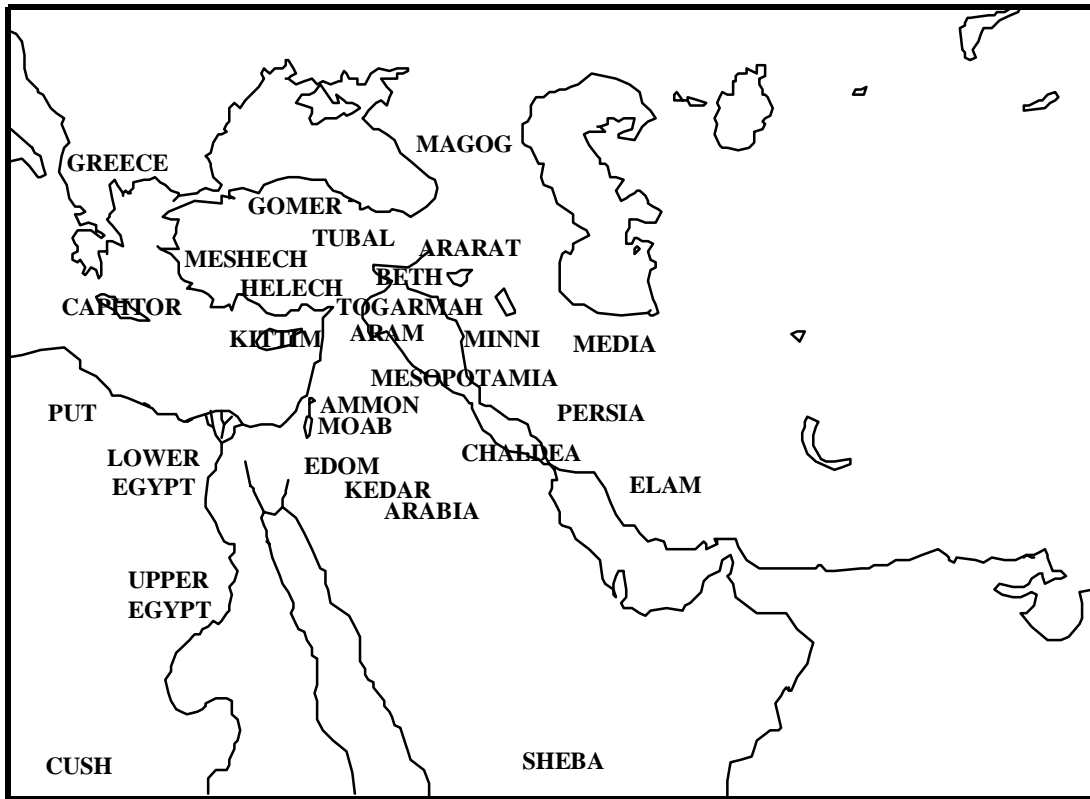 MAGOG
GREECE
GOMER
TUBAL
ARARAT
MESHECH
BETH
HELECH
CAPHTOR
TOGARMAH
KITTIM
ARAM
MINNI
MEDIA
MESOPOTAMIA
PUT
AMMON
PERSIA
MOAB
LOWER
EGYPT
CHALDEA
EDOM
KEDAR
ELAM
ARABIA
UPPER
EGYPT
CUSH
SHEBA